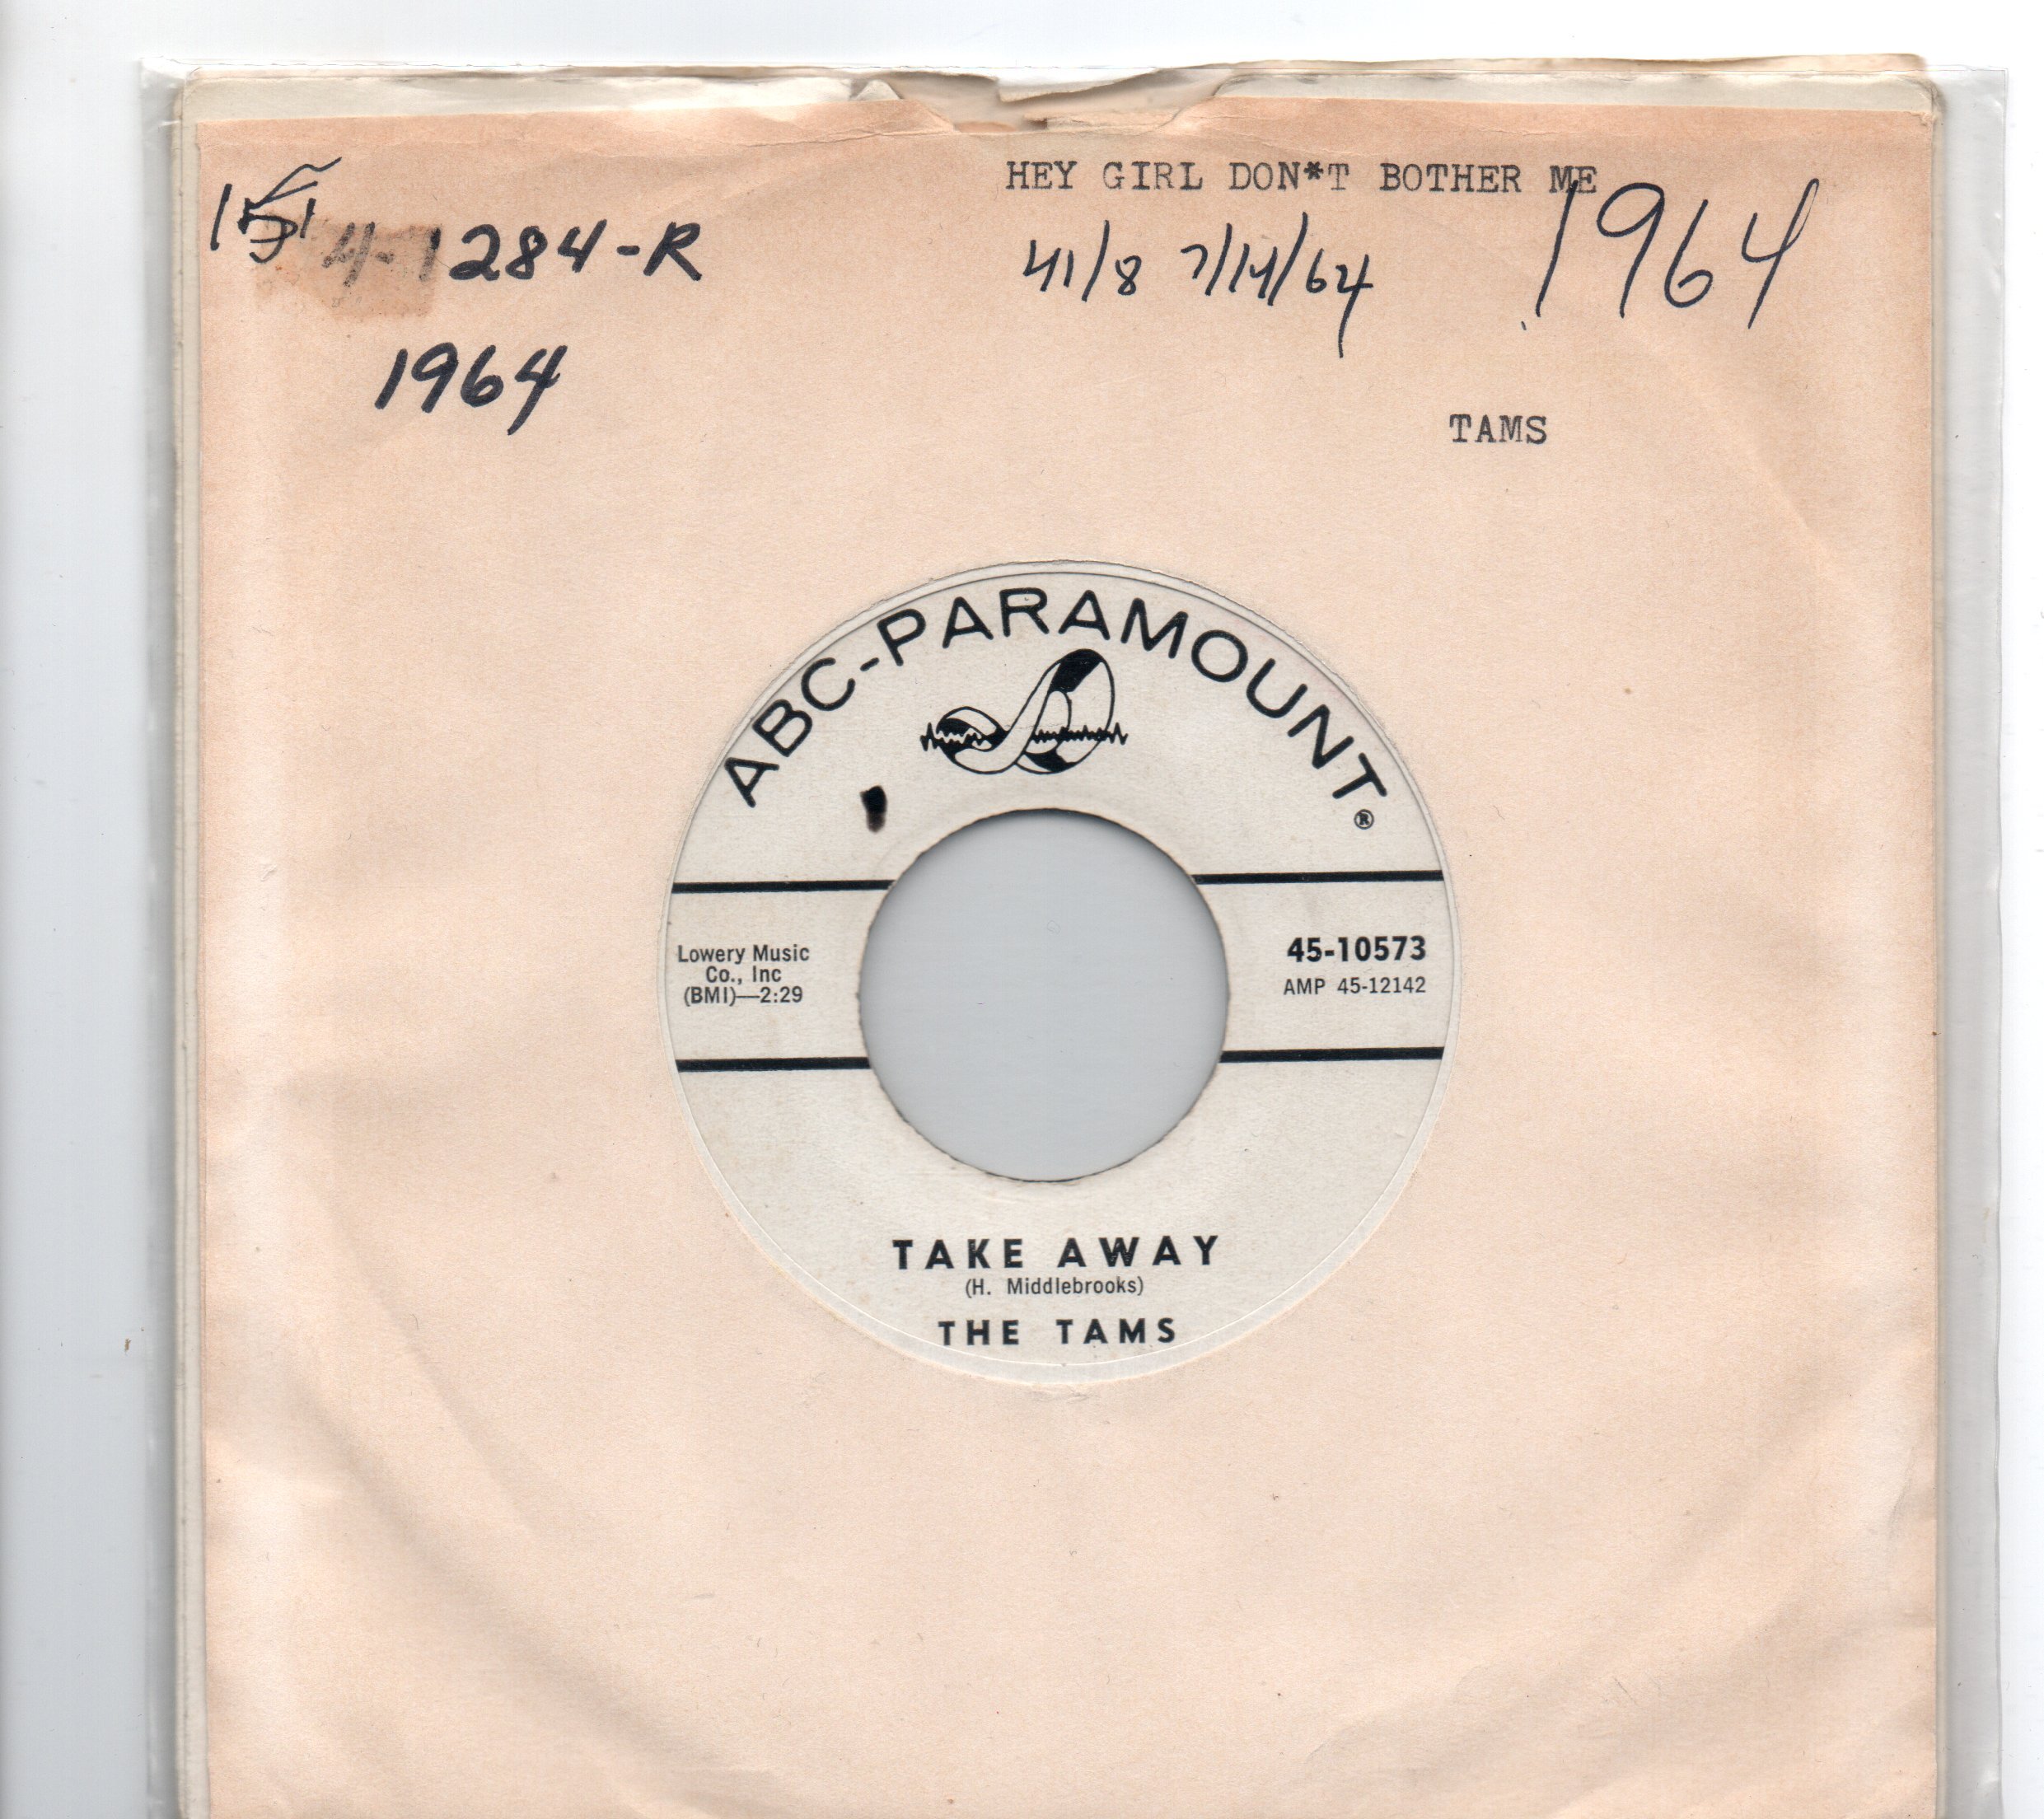 HEY GIRL DON*T BOTHER ME
4-1284-R
41/8 7/14/64
1964
1964
TAMS
ABC-PARAMOUNT
®
Lowery Music
Co., Inc
(BMI)—2:29
45-10573
AMP 45-12142
TAKE AWAY
(H. Middlebrooks)
THE TAMS